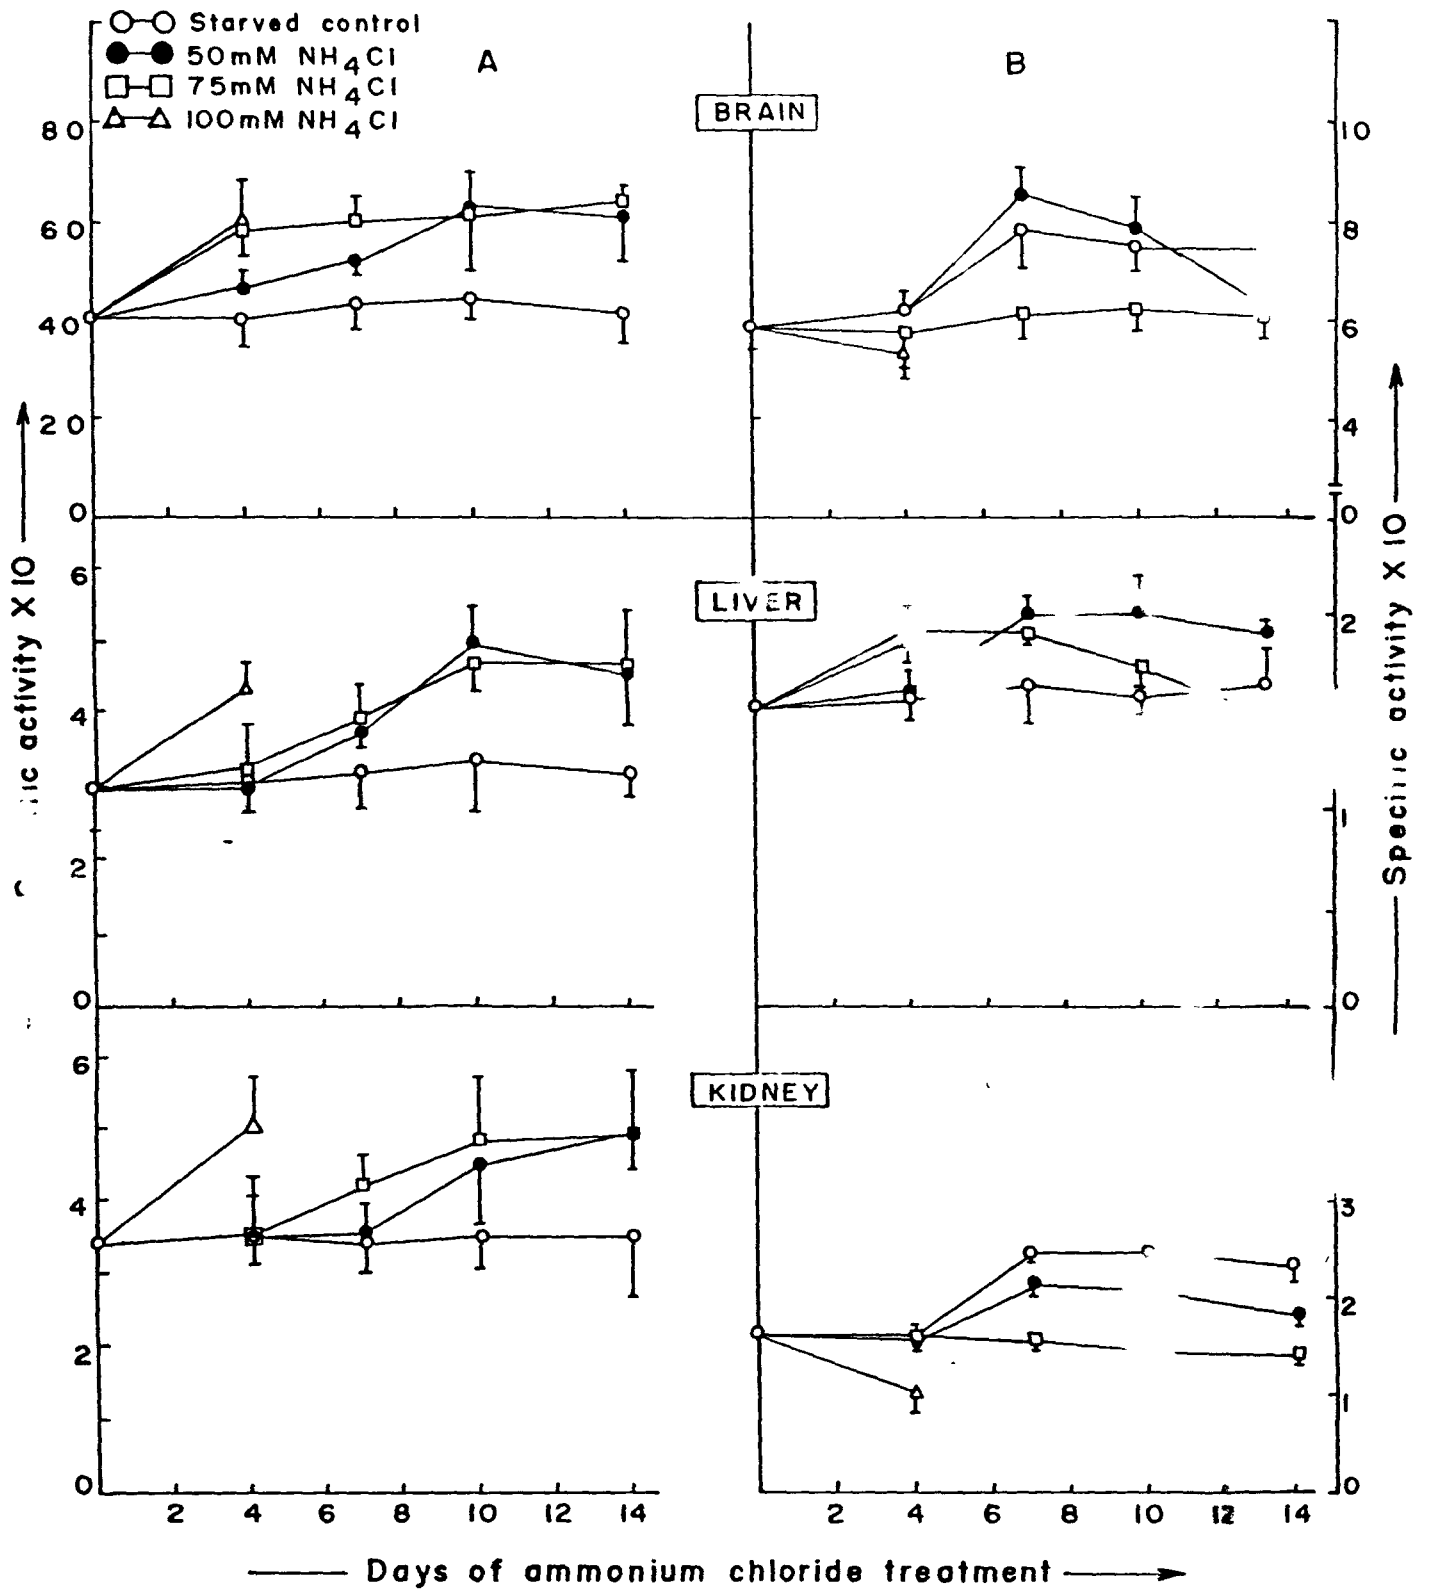 Starved control
50mM NH4Cl
75mM NH4Cl
100mM NH4Cl
A
B
BRAIN
80
60
40
20
0
10
8
6
4
0
LIVER
6
4
2
0
2
1
0
KIDNEY
6
4
2
0
3
2
1
0
activity X 10
Specific activity X 10
2 4 6 8 10 12 14
2 4 6 8 10 12 14
Days of ammonium chloride treatment